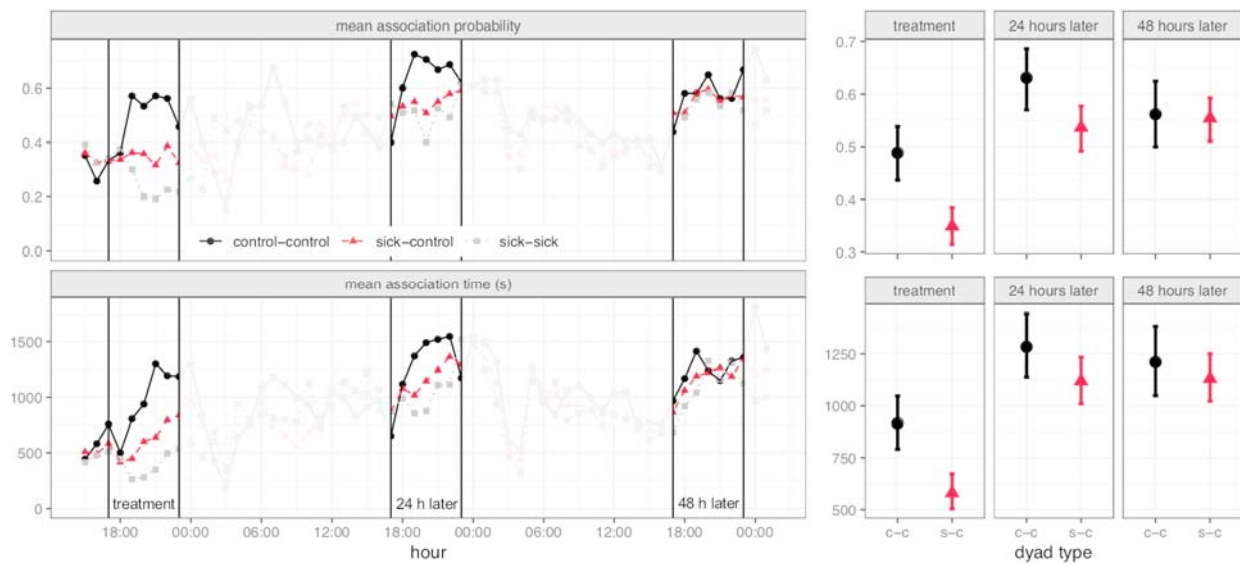 mean association probability
0.6
0.4
0.2
0.0
control−control
sick−control
sick−sick
mean association time (s)
1500
1000
500
0
treatment
24 h later
48 h later
18:00 00:00 06:00 12:00 18:00 00:00 06:00 12:00 18:00 00:00
hour
treatment 24 hours later 48 hours later
0.7
0.6
0.5
0.4
0.3
treatment 24 hours later 48 hours later
1250
1000
750
500
c−c s−c c−c s−c c−c s−c
dyad type